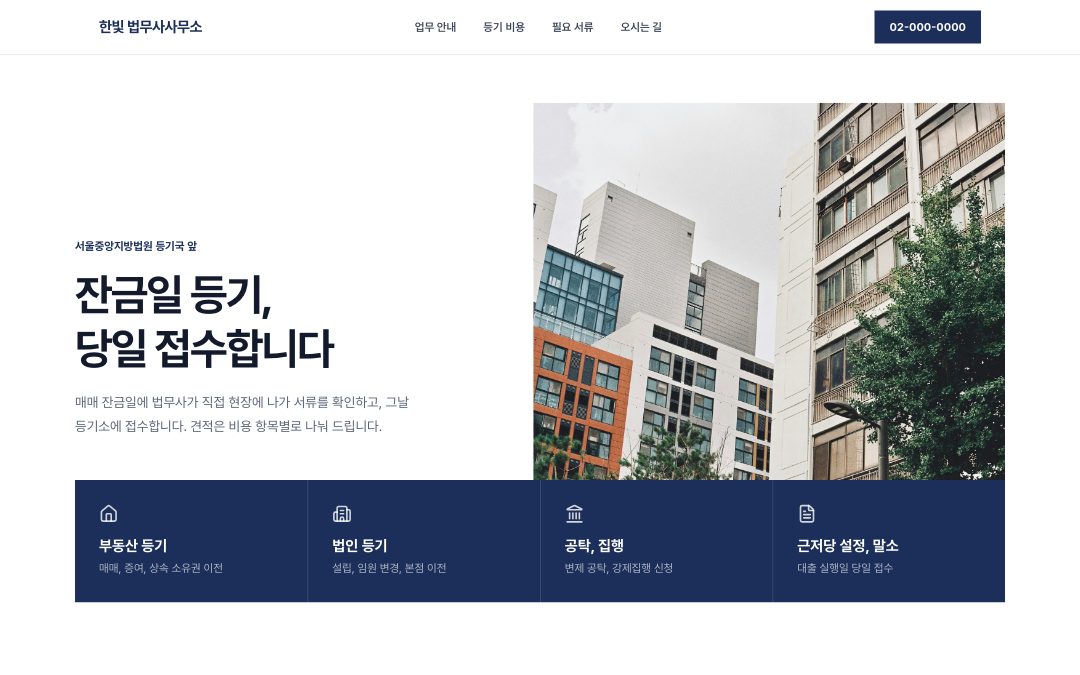 한빛 법무사사무소
업무 안내
등기 비용
필요 서류
오시는 길
02-000-0000
서울중앙지방법원 등기국 앞
잔금일 등기,
당일 접수합니다
매매 잔금일에 법무사가 직접 현장에 나가 서류를 확인하고, 그날
등기소에 접수합니다. 견적은 비용 항목별로 나눠 드립니다.
부동산 등기
매매, 증여, 상속 소유권 이전
법인 등기
설립, 임원 변경, 본점 이전
공탁, 집행
변제 공탁, 강제집행 신청
근저당 설정, 말소
대출 실행일 당일 접수